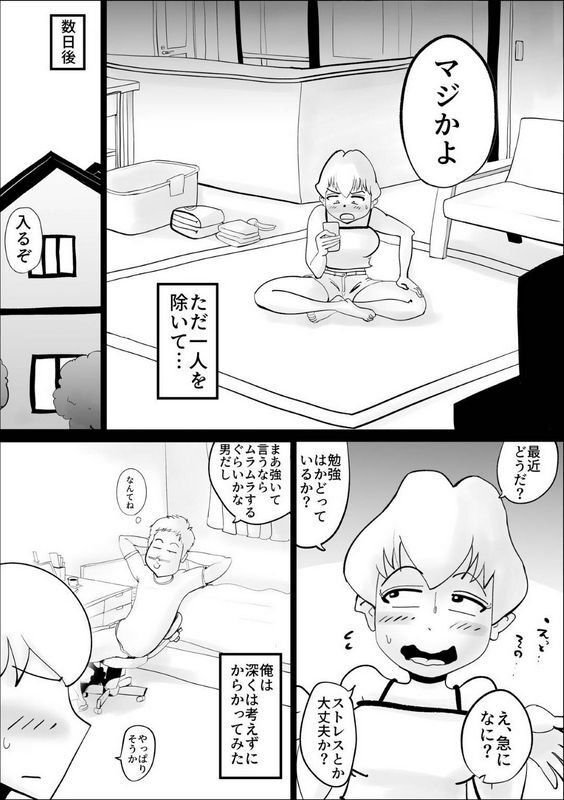 マジかよ
ただ一人を
除いて…
数日後
入るぞ
最近
どうだ?
勉強
はかどって
いるか?
え、急に
なに?
ストレスとか
大丈夫か?
まあ強いて
言うなら
ムラムラする
ぐらいかな
男だし
なんてね
俺は
深くは考えずに
からかってみた
やっぱり
そうか